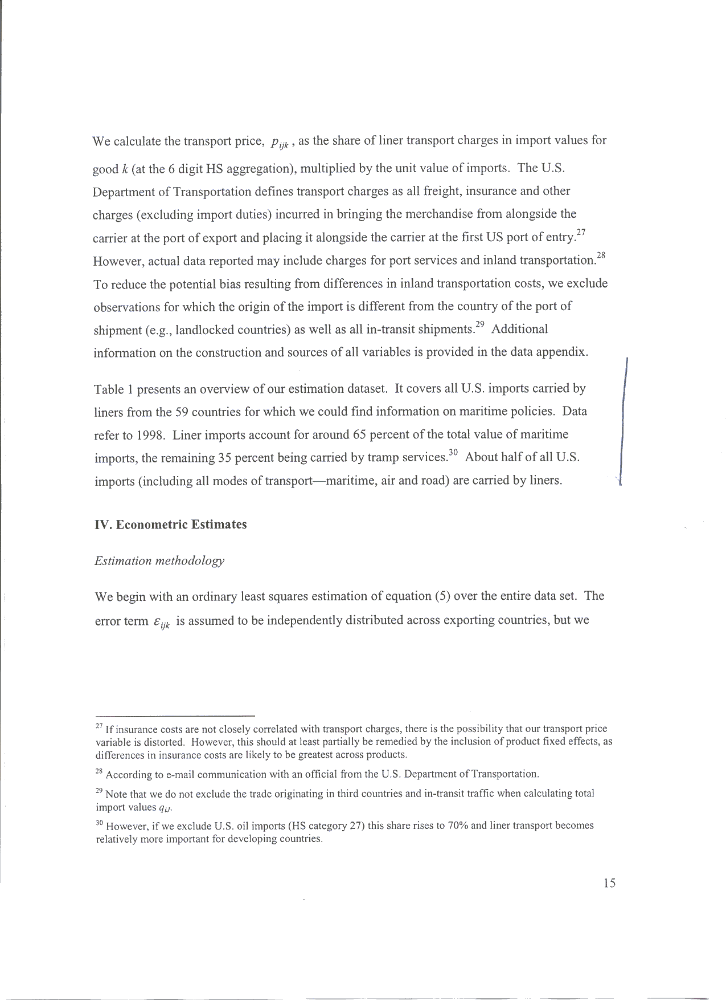 We calculate the transport price, p_ijk , as the share of liner transport charges in import values for
good k (at the 6 digit HS aggregation), multiplied by the unit value of imports. The U.S.
Department of Transportation defines transport charges as all freight, insurance and other
charges (excluding import duties) incurred in bringing the merchandise from alongside the
carrier at the port of export and placing it alongside the carrier at the first US port of entry.27
However, actual data reported may include charges for port services and inland transportation.28
To reduce the potential bias resulting from differences in inland transportation costs, we exclude
observations for which the origin of the import is different from the country of the port of
shipment (e.g., landlocked countries) as well as all in-transit shipments.29 Additional
information on the construction and sources of all variables is provided in the data appendix.
Table 1 presents an overview of our estimation dataset. It covers all U.S. imports carried by
liners from the 59 countries for which we could find information on maritime policies. Data
refer to 1998. Liner imports account for around 65 percent of the total value of maritime
imports, the remaining 35 percent being carried by tramp services.30 About half of all U.S.
imports (including all modes of transport—maritime, air and road) are carried by liners.
IV. Econometric Estimates
Estimation methodology
We begin with an ordinary least squares estimation of equation (5) over the entire data set. The
error term ε_ijk is assumed to be independently distributed across exporting countries, but we
27 If insurance costs are not closely correlated with transport charges, there is the possibility that our transport price
variable is distorted. However, this should at least partially be remedied by the inclusion of product fixed effects, as
differences in insurance costs are likely to be greatest across products.
28 According to e-mail communication with an official from the U.S. Department of Transportation.
29 Note that we do not exclude the trade originating in third countries and in-transit traffic when calculating total
import values q_iJ.
30 However, if we exclude U.S. oil imports (HS category 27) this share rises to 70% and liner transport becomes
relatively more important for developing countries.
15